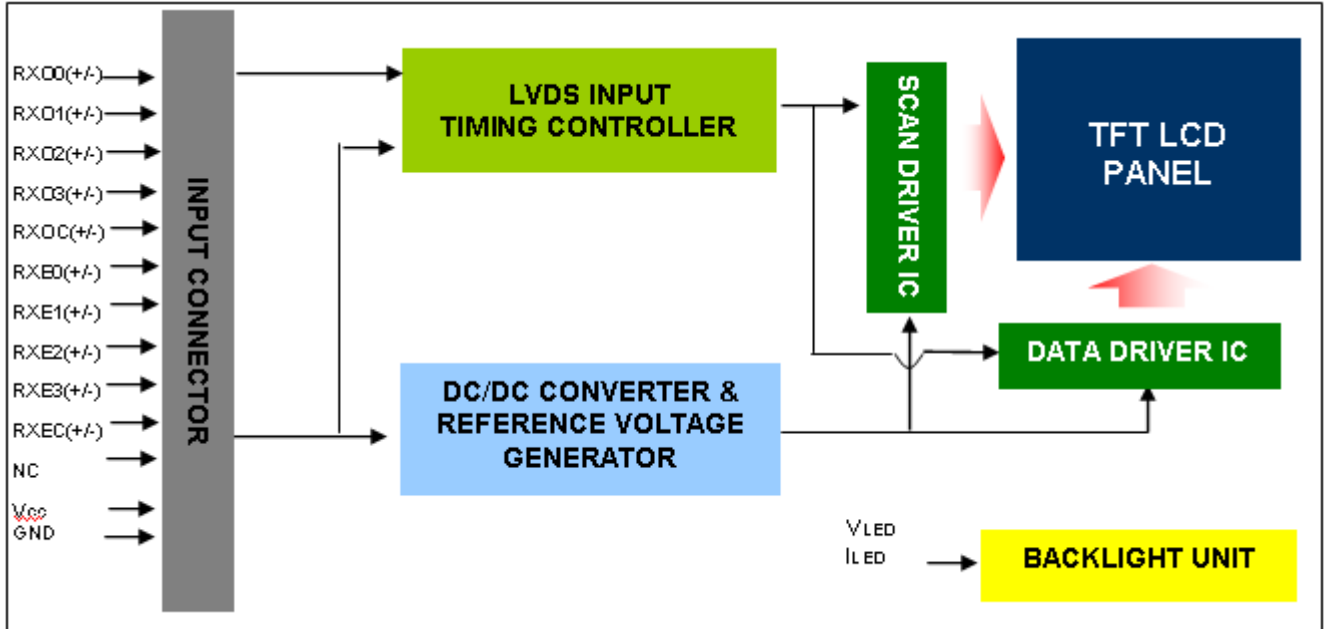 RXO0(+/-)
RXO1(+/-)
RXO2(+/-)
RXO3(+/-)
RXOC(+/-)
RXE0(+/-)
RXE1(+/-)
RXE2(+/-)
RXE3(+/-)
RXEC(+/-)
NC
Vcc
GND
INPUT CONNECTOR
LVDS INPUT
TIMING CONTROLLER
DC/DC CONVERTER &
REFERENCE VOLTAGE
GENERATOR
SCAN DRIVER IC
TFT LCD
PANEL
DATA DRIVER IC
VLED
ILED
BACKLIGHT UNIT